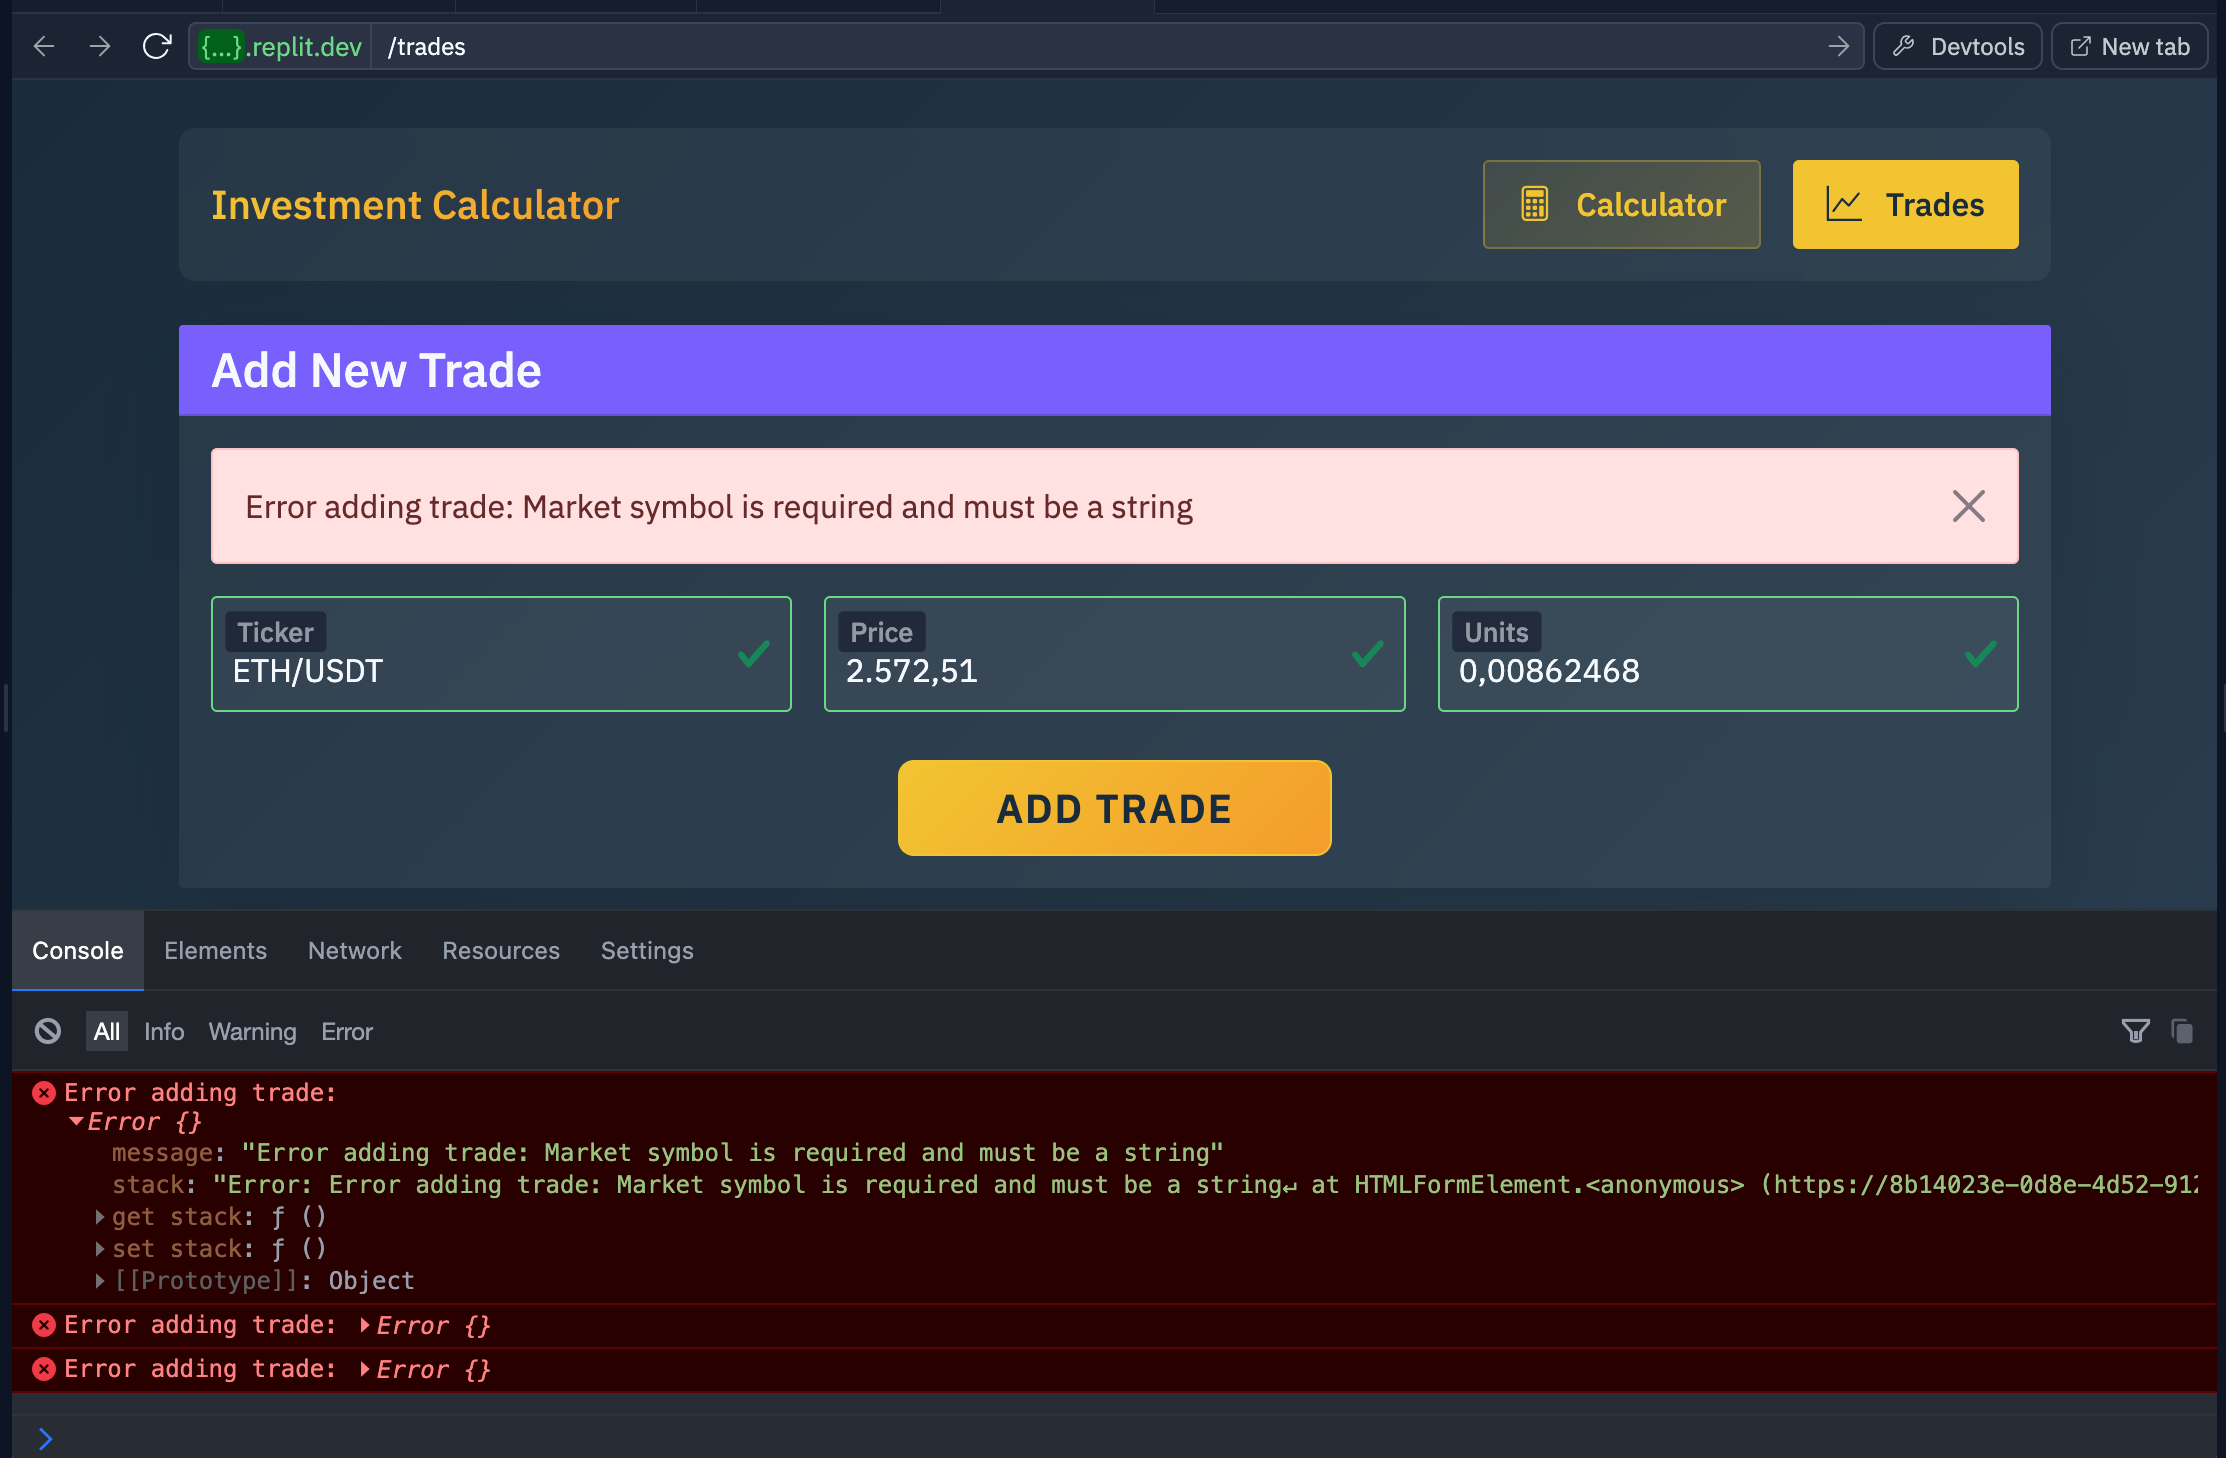 {...}.replit.dev /trades Devtools New tab
Investment Calculator Calculator Trades
Add New Trade
Error adding trade: Market symbol is required and must be a string
Ticker Price Units
ETH/USDT 2.572,51 0,00862468
ADD TRADE
Console Elements Network Resources Settings
All Info Warning Error
Error adding trade:
Error {}
message: "Error adding trade: Market symbol is required and must be a string"
stack: "Error: Error adding trade: Market symbol is required and must be a string↵ at HTMLFormElement.<anonymous> (https://8b14023e-0d8e-4d52-912
get stack: ƒ ()
set stack: ƒ ()
[[Prototype]]: Object
Error adding trade: Error {}
Error adding trade: Error {}